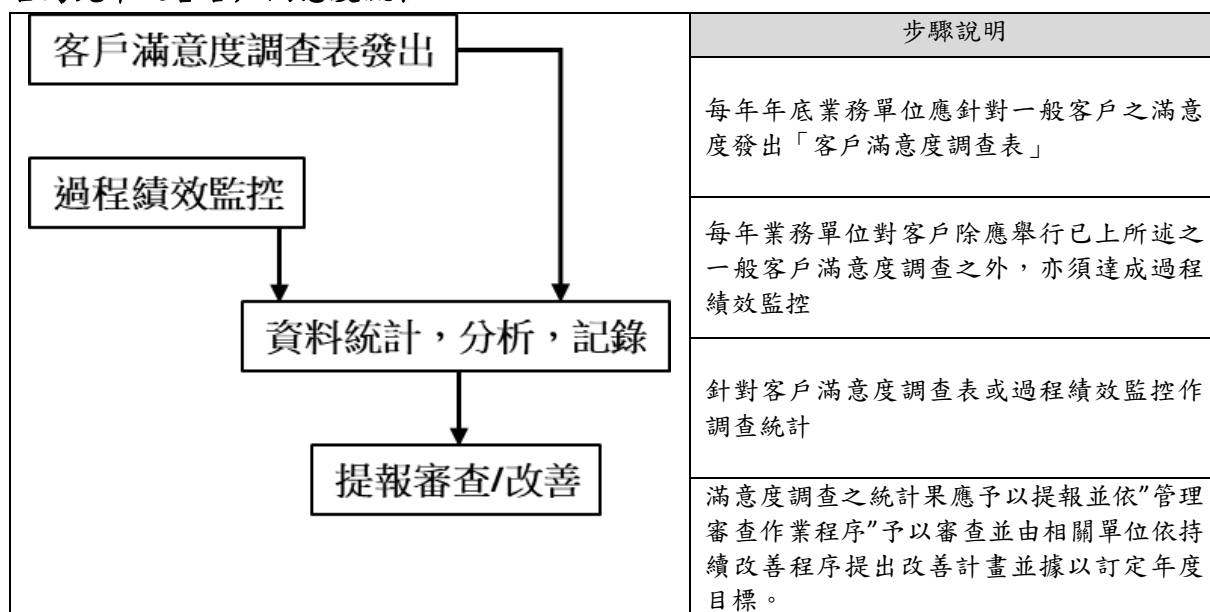 客戶滿意度調查表發出
過程績效監控
資料統計，分析，記錄
提報審查/改善
步驟說明
每年年底業務單位應針對一般客戶之滿意
度發出「客戶滿意度調查表」
每年業務單位對客戶除應舉行已上所述之
一般客戶滿意度調查之外，亦須達成過程
績效監控
針對客戶滿意度調查表或過程績效監控作
調查統計
滿意度調查之統計果應予以提報並依"管理
審查作業程序"予以審查並由相關單位依持
續改善程序提出改善計畫並據以訂定年度
目標。